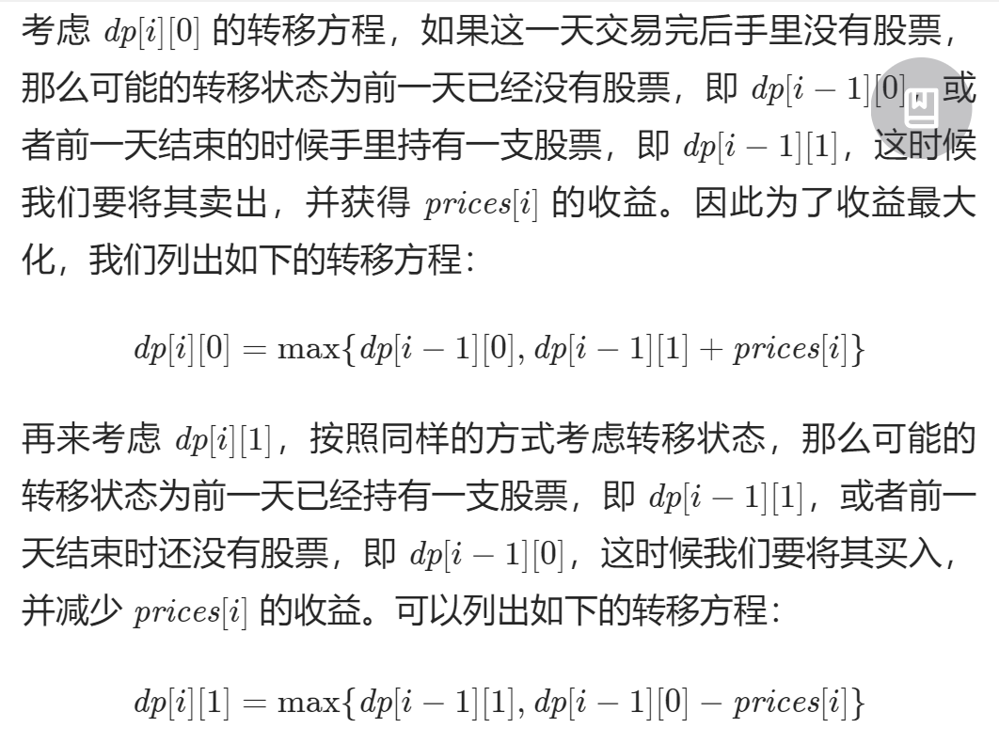 考虑 dp[i][0] 的转移方程，如果这一天交易完后手里没有股票，
那么可能的转移状态为前一天已经没有股票，即 dp[i − 1][0]，或
者前一天结束的时候手里持有一支股票，即 dp[i − 1][1]，这时候
我们要将其卖出，并获得 prices[i] 的收益。因此为了收益最大
化，我们列出如下的转移方程：
dp[i][0] = max{dp[i − 1][0], dp[i − 1][1] + prices[i]}
再来考虑 dp[i][1]，按照同样的方式考虑转移状态，那么可能的
转移状态为前一天已经持有一支股票，即 dp[i − 1][1]，或者前一
天结束时还没有股票，即 dp[i − 1][0]，这时候我们要将其买入，
并减少 prices[i] 的收益。可以列出如下的转移方程：
dp[i][1] = max{dp[i − 1][1], dp[i − 1][0] − prices[i]}